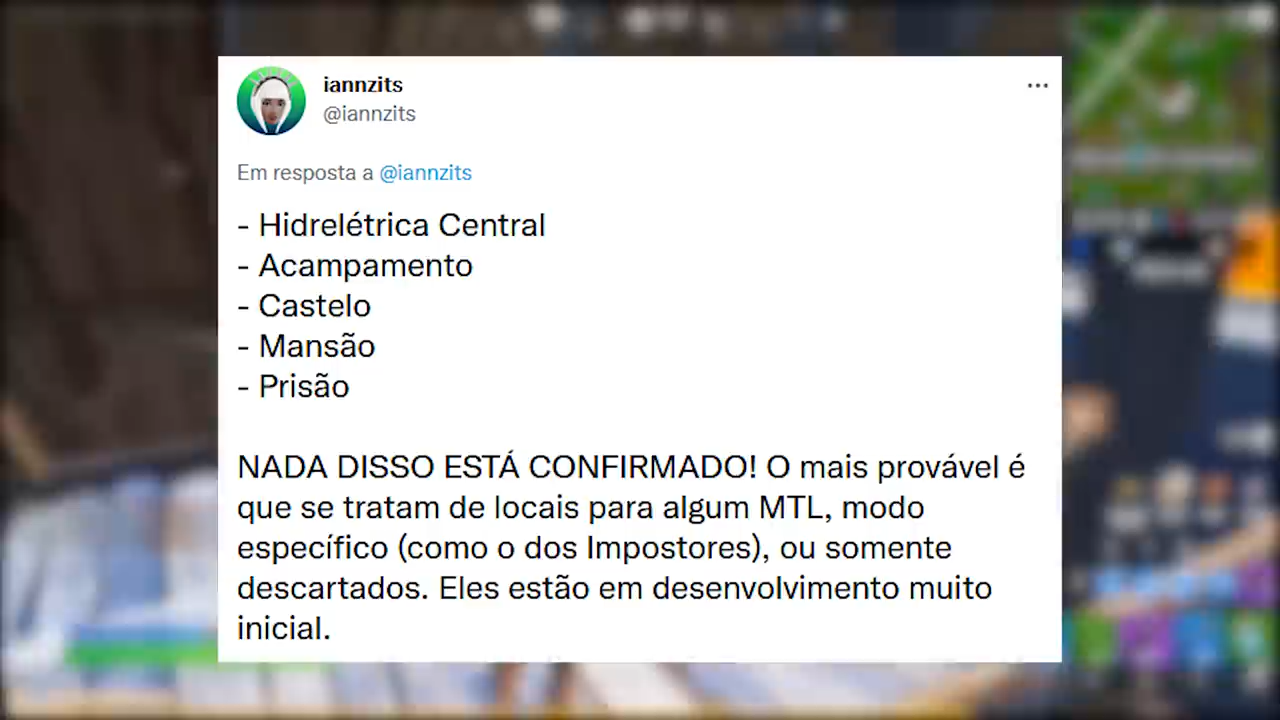 iannzits
@iannzits
Em resposta a @iannzits
- Hidrelétrica Central
- Acampamento
- Castelo
- Mansão
- Prisão
NADA DISSO ESTÁ CONFIRMADO! O mais provável é
que se tratam de locais para algum MTL, modo
específico (como o dos Impostores), ou somente
descartados. Eles estão em desenvolvimento muito
inicial.